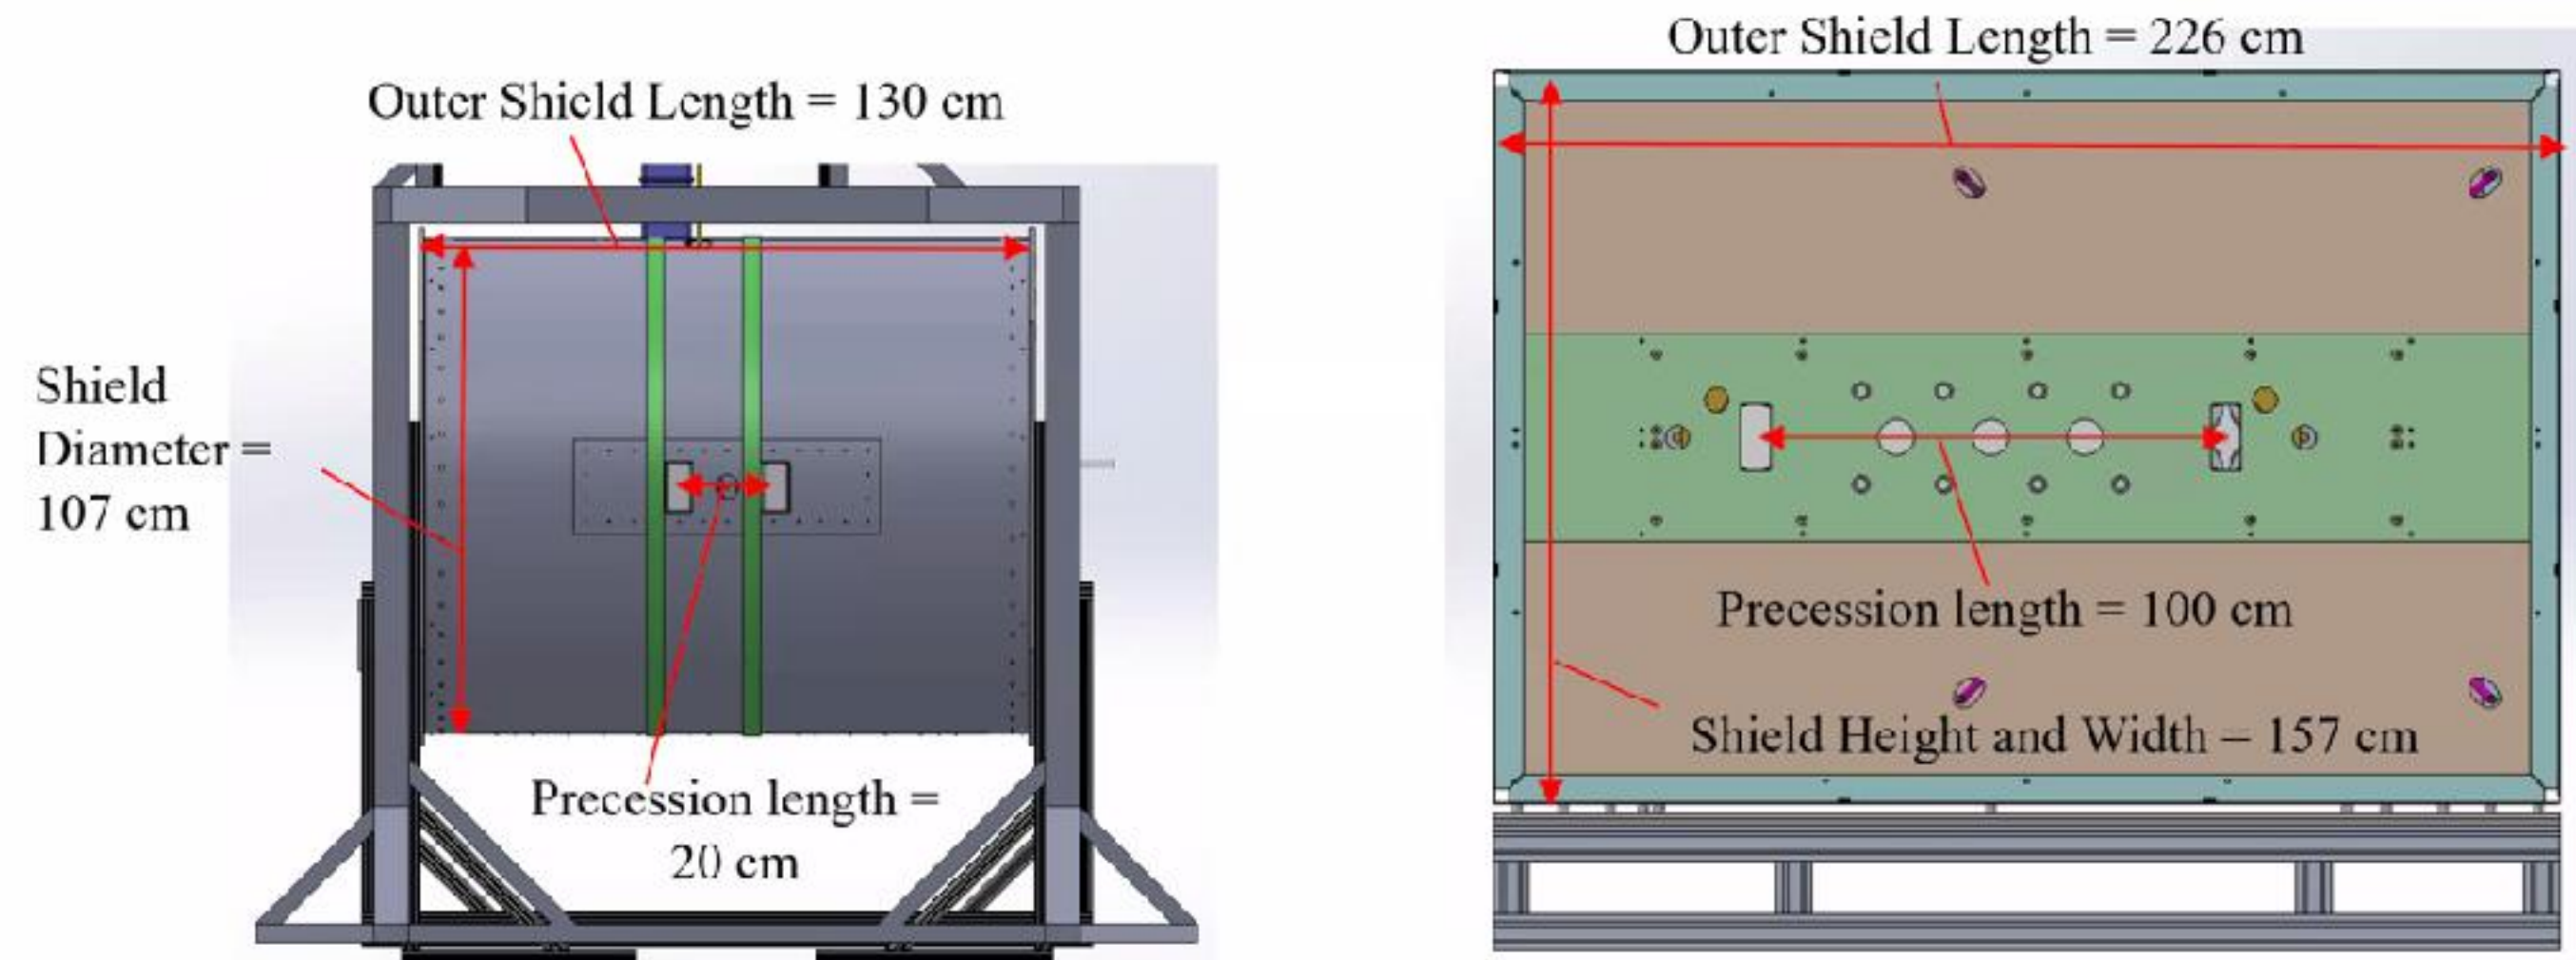 Outer Shield Length = 130 cm
Shield
Diameter =
107 cm
Precession length =
20 cm
Outer Shield Length = 226 cm
Precession length = 100 cm
Shield Height and Width – 157 cm